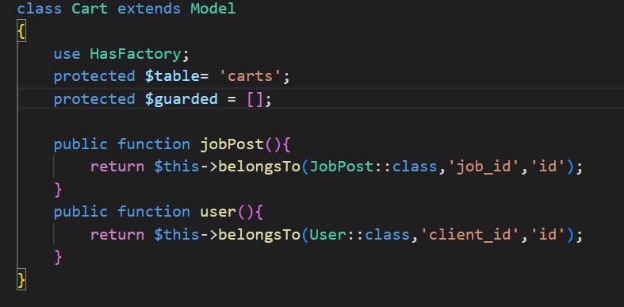 class Cart extends Model
{
    use HasFactory;
    protected $table= 'carts';
    protected $guarded = [];
    public function jobPost(){
        return $this->belongsTo(JobPost::class,'job_id','id');
    }
    public function user(){
        return $this->belongsTo(User::class,'client_id','id');
    }
}